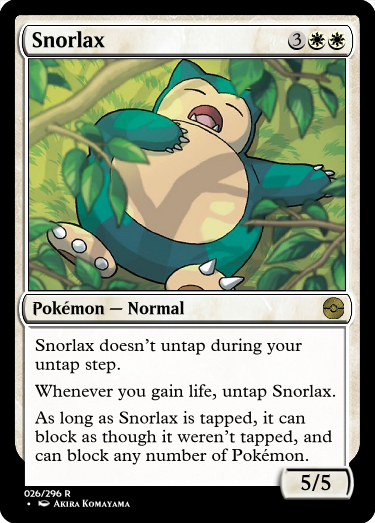 Snorlax 3
Pokémon — Normal
Snorlax doesn't untap during your
untap step.
Whenever you gain life, untap Snorlax.
As long as Snorlax is tapped, it can
block as though it weren't tapped, and
can block any number of Pokémon.
5/5
026/296 R
• Akira Komayama